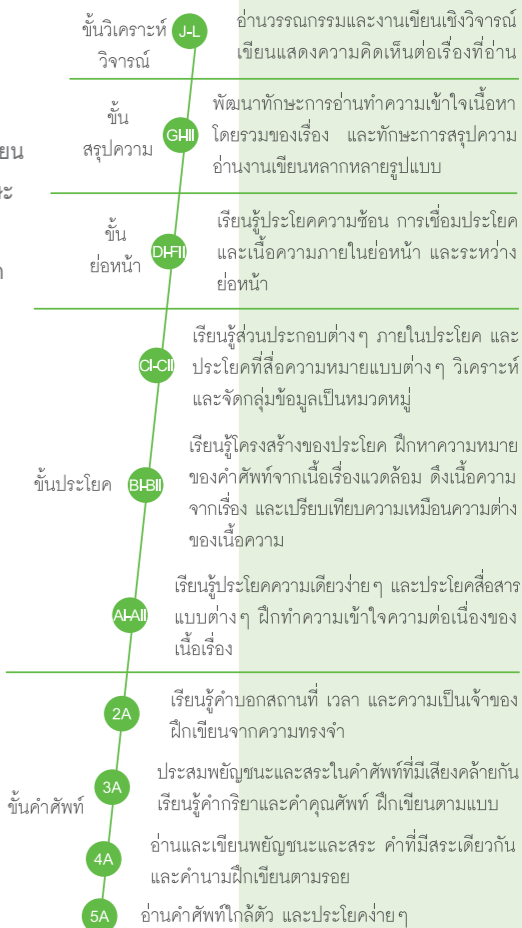 ขั้นวิเคราะห์
วิจารณ์
J-L
อ่านวรรณกรรมและงานเขียนเชิงวิจารณ์
เขียนแสดงความคิดเห็นต่อเรื่องที่อ่าน
ขั้น
สรุปความ
GI-III
พัฒนาทักษะการอ่านทำความเข้าใจเนื้อหา
โดยรวมของเรื่อง และทักษะการสรุปความ
อ่านงานเขียนหลากหลายรูปแบบ
ขั้น
ย่อหน้า
DI-FII
เรียนรู้ประโยคความซ้อน การเชื่อมประโยค
และเนื้อความภายในย่อหน้า และระหว่าง
ย่อหน้า
CI-CII
เรียนรู้ส่วนประกอบต่างๆ ภายในประโยค และ
ประโยคที่สื่อความหมายแบบต่างๆ วิเคราะห์
และจัดกลุ่มข้อมูลเป็นหมวดหมู่
ขั้นประโยค
BI-BII
เรียนรู้โครงสร้างของประโยค ฝึกหาความหมาย
ของคำศัพท์จากเนื้อเรื่องแวดล้อม ดึงเนื้อความ
จากเรื่อง และเปรียบเทียบความเหมือนความต่าง
ของเนื้อความ
AI-AII
เรียนรู้ประโยคความเดียวง่ายๆ และประโยคสื่อสาร
แบบต่างๆ ฝึกทำความเข้าใจความต่อเนื่องของ
เนื้อเรื่อง
2A
เรียนรู้คำบอกสถานที่ เวลา และความเป็นเจ้าของ
ฝึกเขียนจากความทรงจำ
ขั้นคำศัพท์
3A
ประสมพยัญชนะและสระในคำศัพท์ที่มีเสียงคล้ายกัน
เรียนรู้คำกริยาและคำคุณศัพท์ ฝึกเขียนตามแบบ
4A
อ่านและเขียนพยัญชนะและสระ คำที่มีสระเดียวกัน
และคำนามฝึกเขียนตามรอย
5A
อ่านคำศัพท์ใกล้ตัว และประโยคง่ายๆ